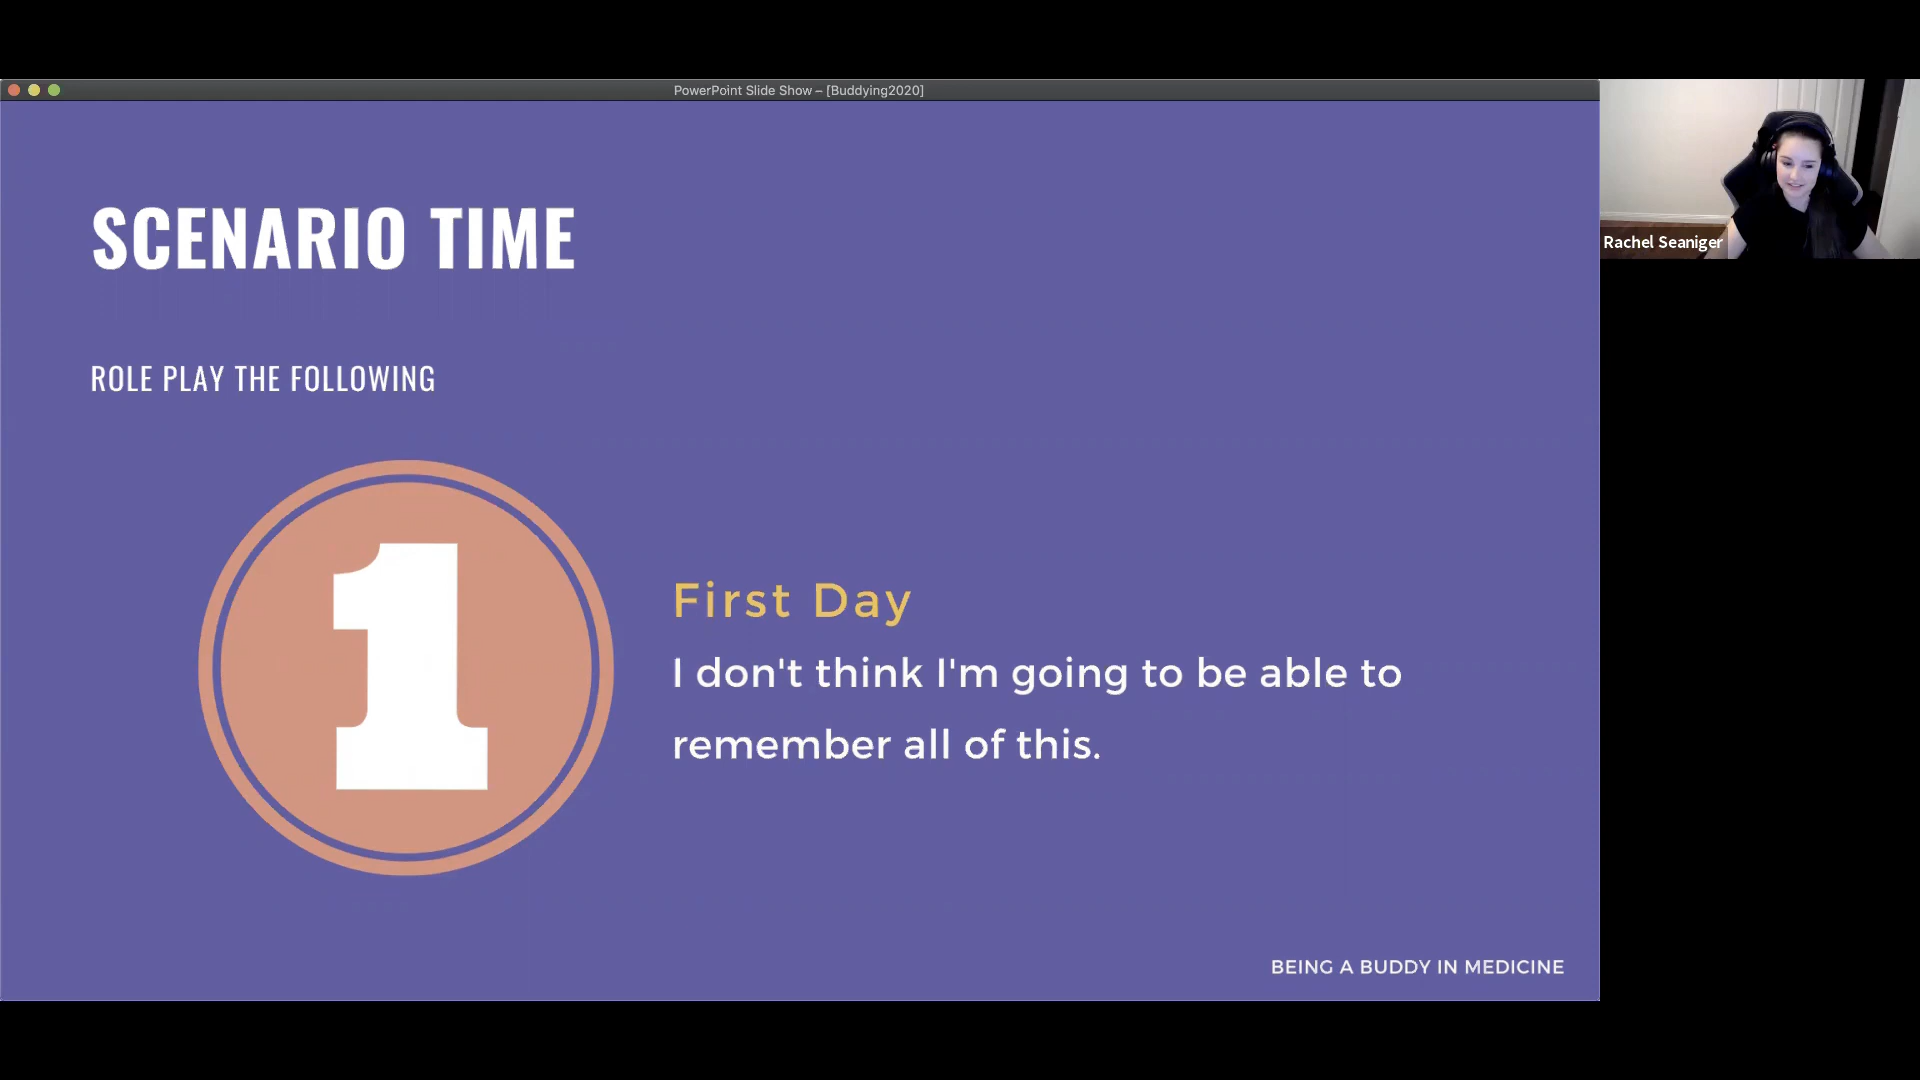 PowerPoint Slide Show – [Buddying2020]
SCENARIO TIME
ROLE PLAY THE FOLLOWING
1
First Day
I don't think I'm going to be able to
remember all of this.
BEING A BUDDY IN MEDICINE
Rachel Seaniger